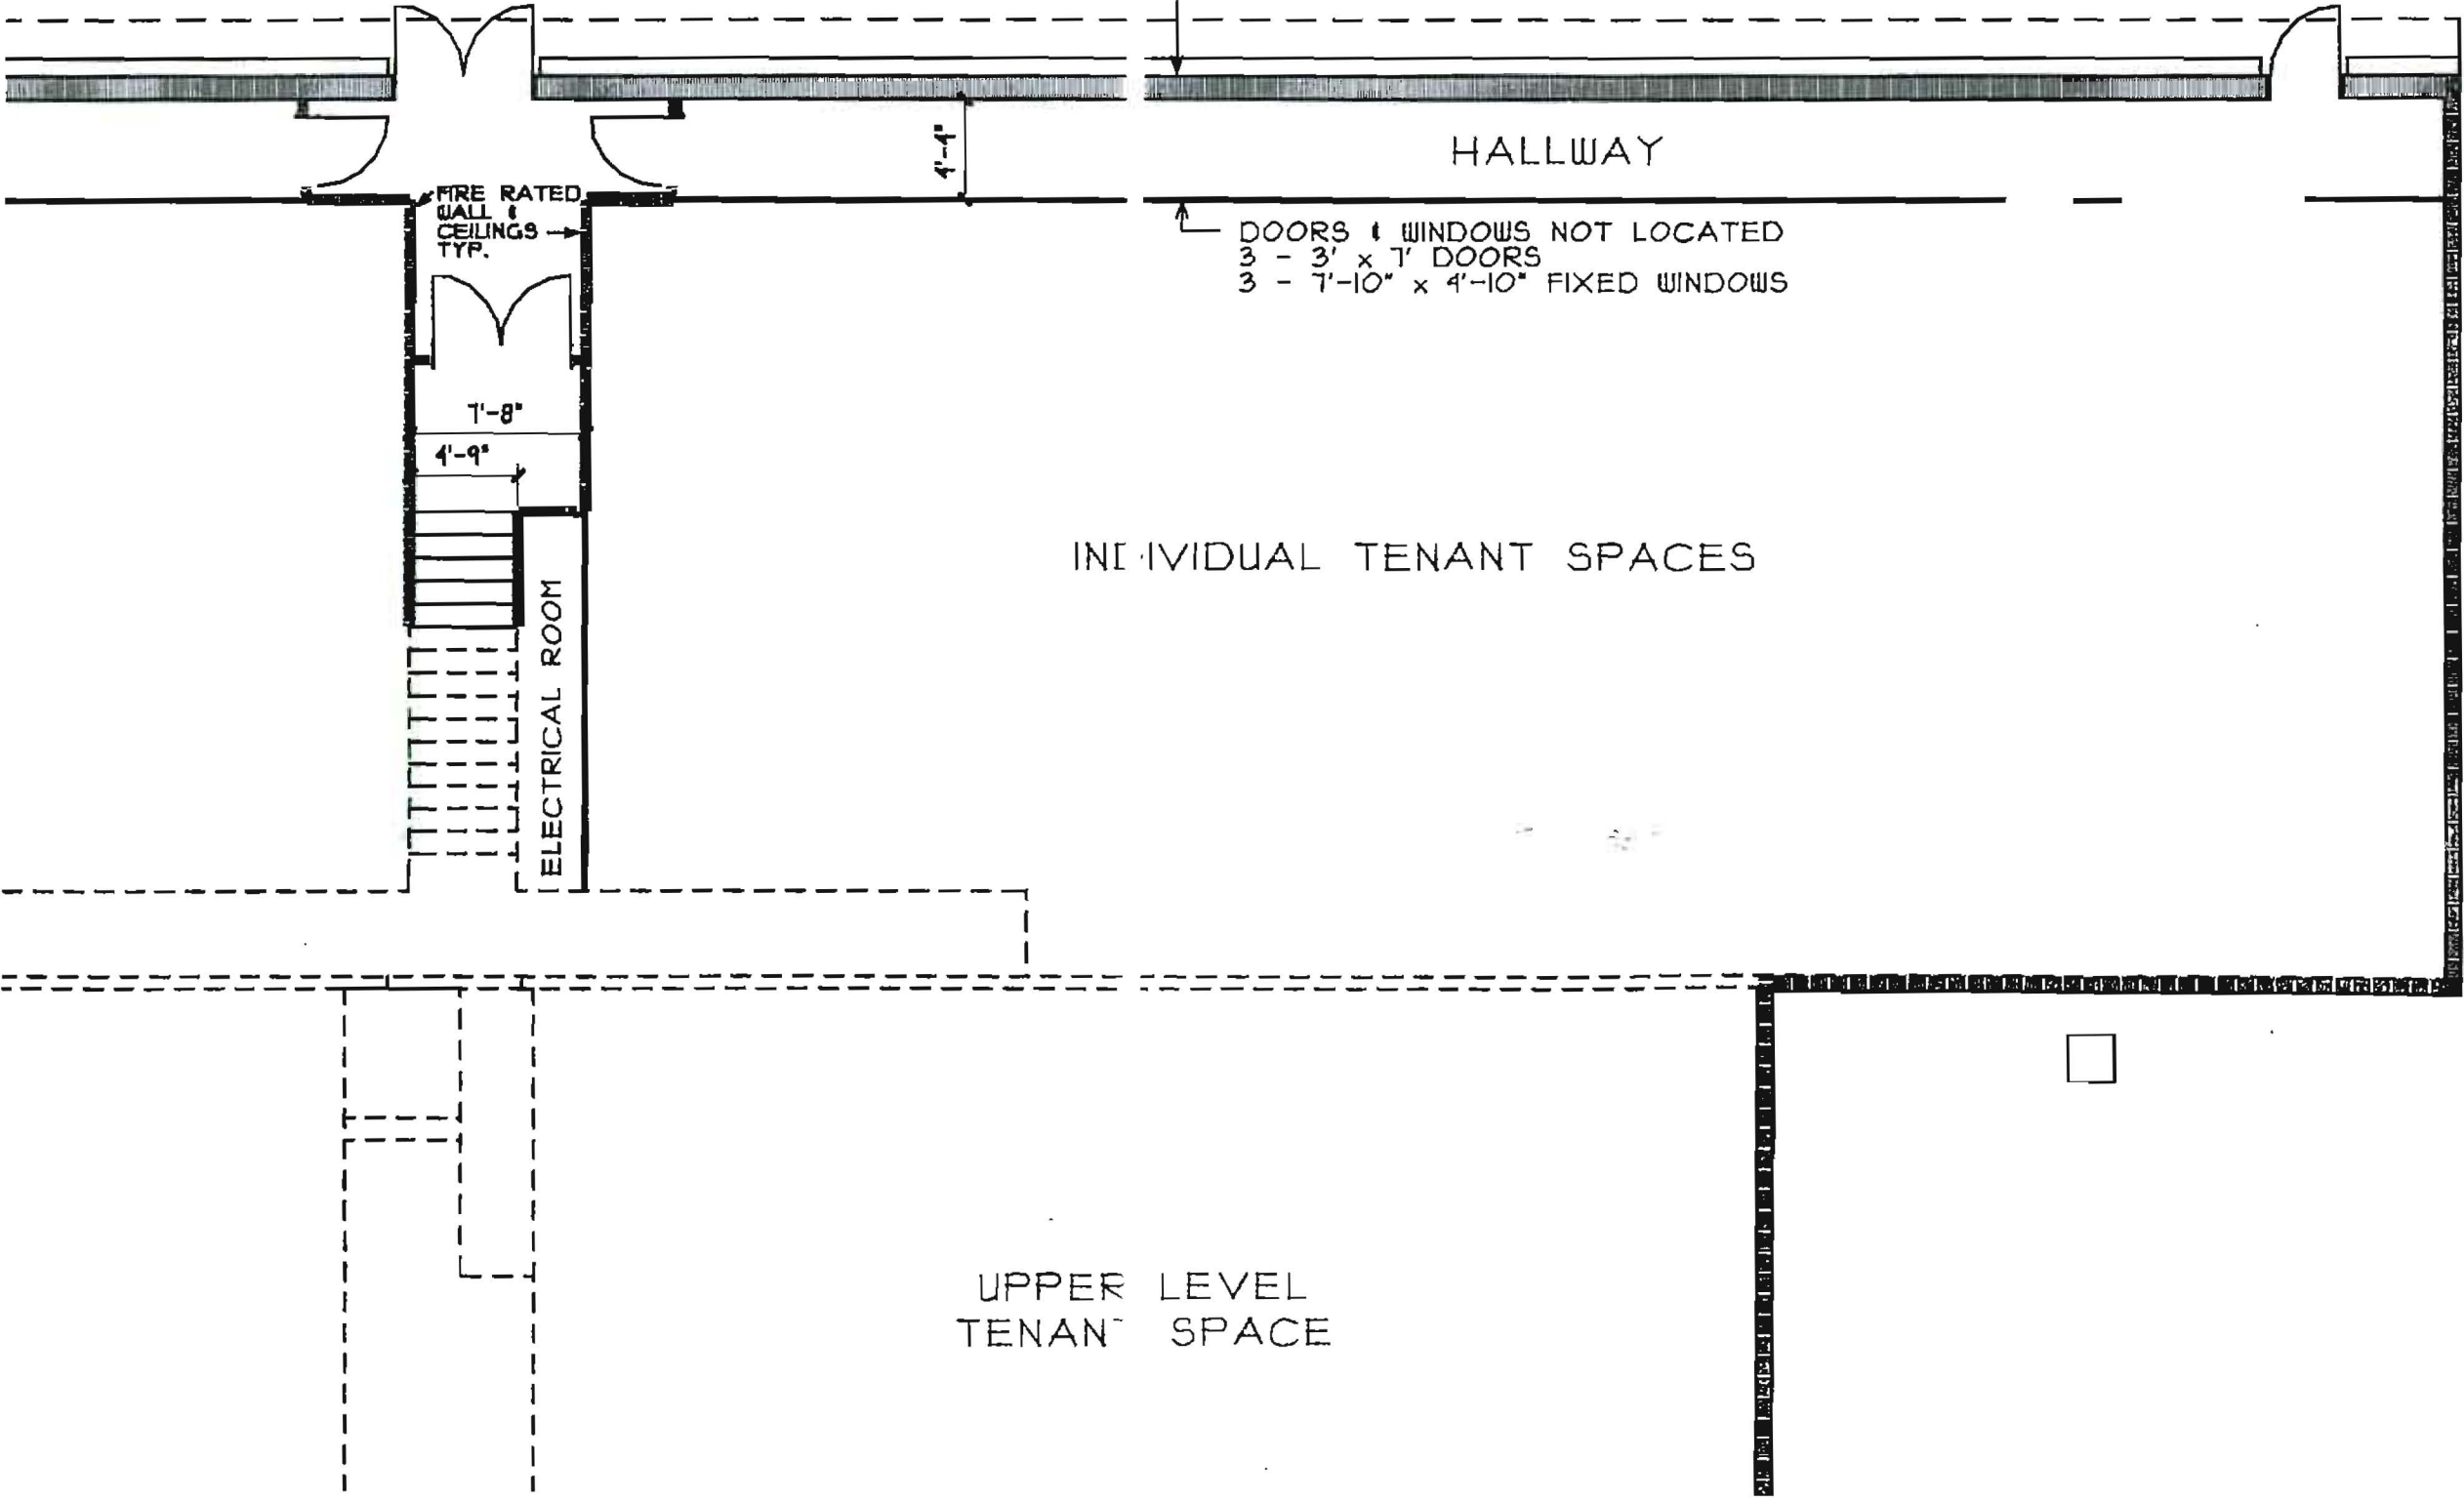 HALLWAY
4'-4"
FIRE RATED
WALL &
CEILINGS
TYP.
DOORS & WINDOWS NOT LOCATED
3 - 3' x 7' DOORS
3 - 7'-10" x 4'-10" FIXED WINDOWS
7'-8"
4'-9"
INDIVIDUAL TENANT SPACES
ELECTRICAL ROOM
UPPER LEVEL
TENANT SPACE